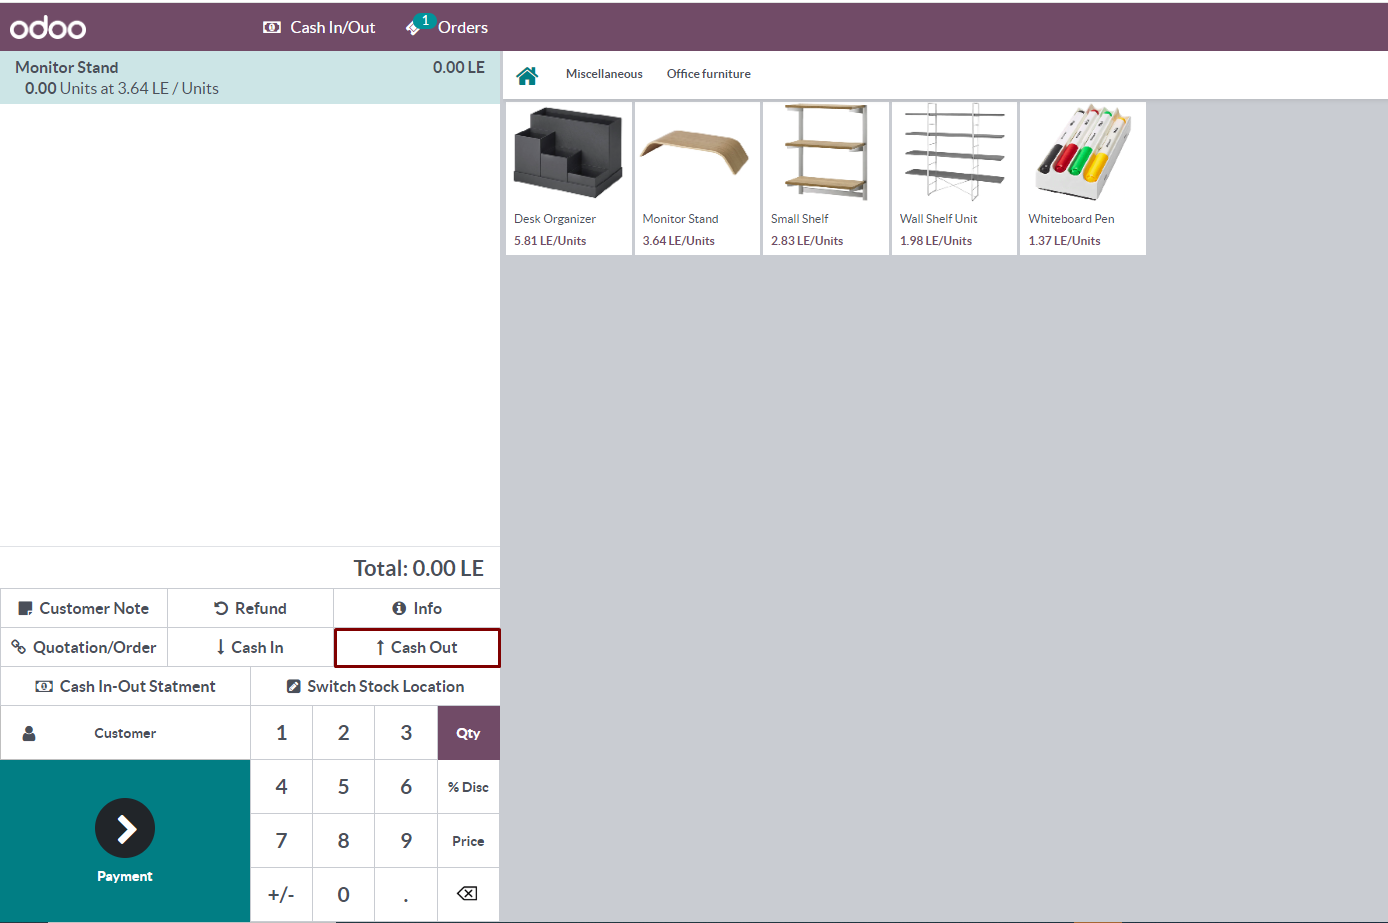 odoo
Cash In/Out
1
Orders
Monitor Stand 0.00 LE
0.00 Units at 3.64 LE / Units
Miscellaneous Office furniture
Desk Organizer
5.81 LE/Units
Monitor Stand
3.64 LE/Units
Small Shelf
2.83 LE/Units
Wall Shelf Unit
1.98 LE/Units
Whiteboard Pen
1.37 LE/Units
Total: 0.00 LE
Customer Note Refund Info
Quotation/Order Cash In Cash Out
Cash In-Out Statment Switch Stock Location
Customer
1 2 3 Qty
4 5 6 % Disc
7 8 9 Price
+/- 0 .
Payment